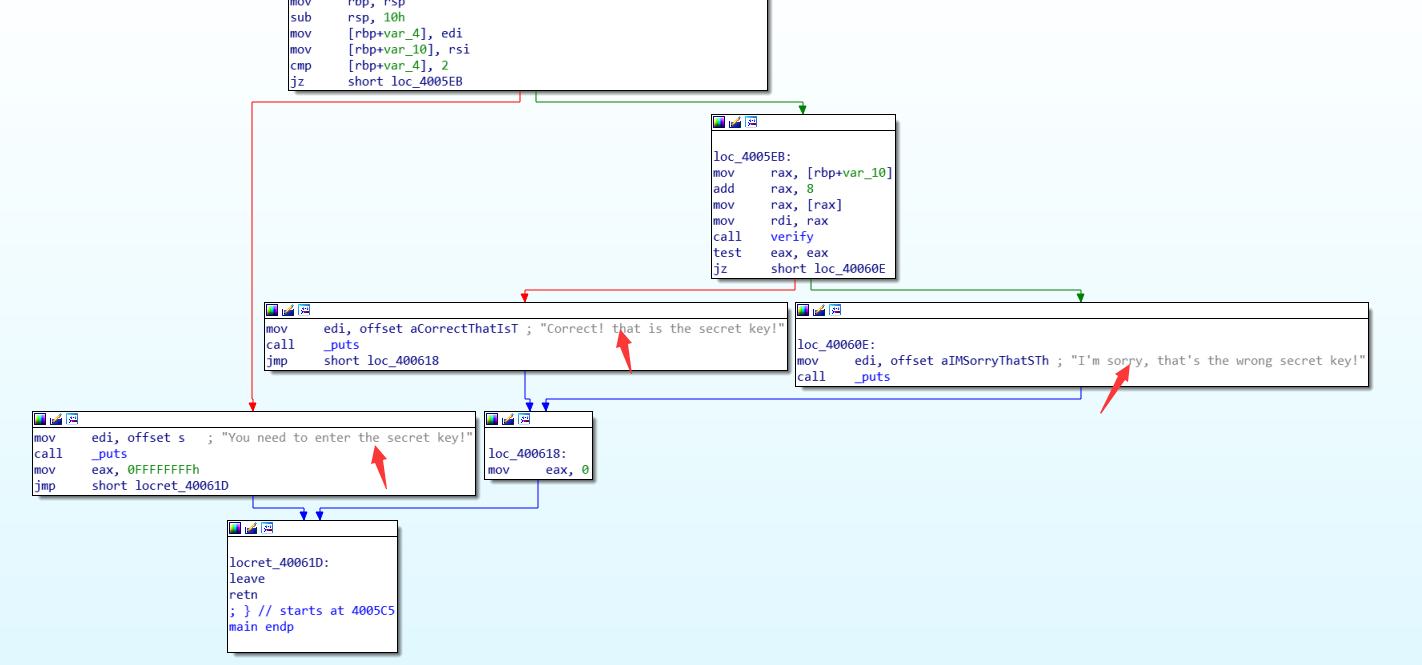 mov rbp, rsp
sub rsp, 10h
mov [rbp+var_4], edi
mov [rbp+var_10], rsi
cmp [rbp+var_4], 2
jz short loc_4005EB
loc_4005EB:
mov rax, [rbp+var_10]
add rax, 8
mov rax, [rax]
mov rdi, rax
call verify
test eax, eax
jz short loc_40060E
mov edi, offset aCorrectThatIsT ; "Correct! that is the secret key!"
call _puts
jmp short loc_400618
loc_40060E:
mov edi, offset aIMSorryThatSTh ; "I'm sorry, that's the wrong secret key!"
call _puts
mov edi, offset s ; "You need to enter the secret key!"
call _puts
mov eax, 0FFFFFFFFh
jmp short locret_40061D
loc_400618:
mov eax, 0
locret_40061D:
leave
retn
; } // starts at 4005C5
main endp